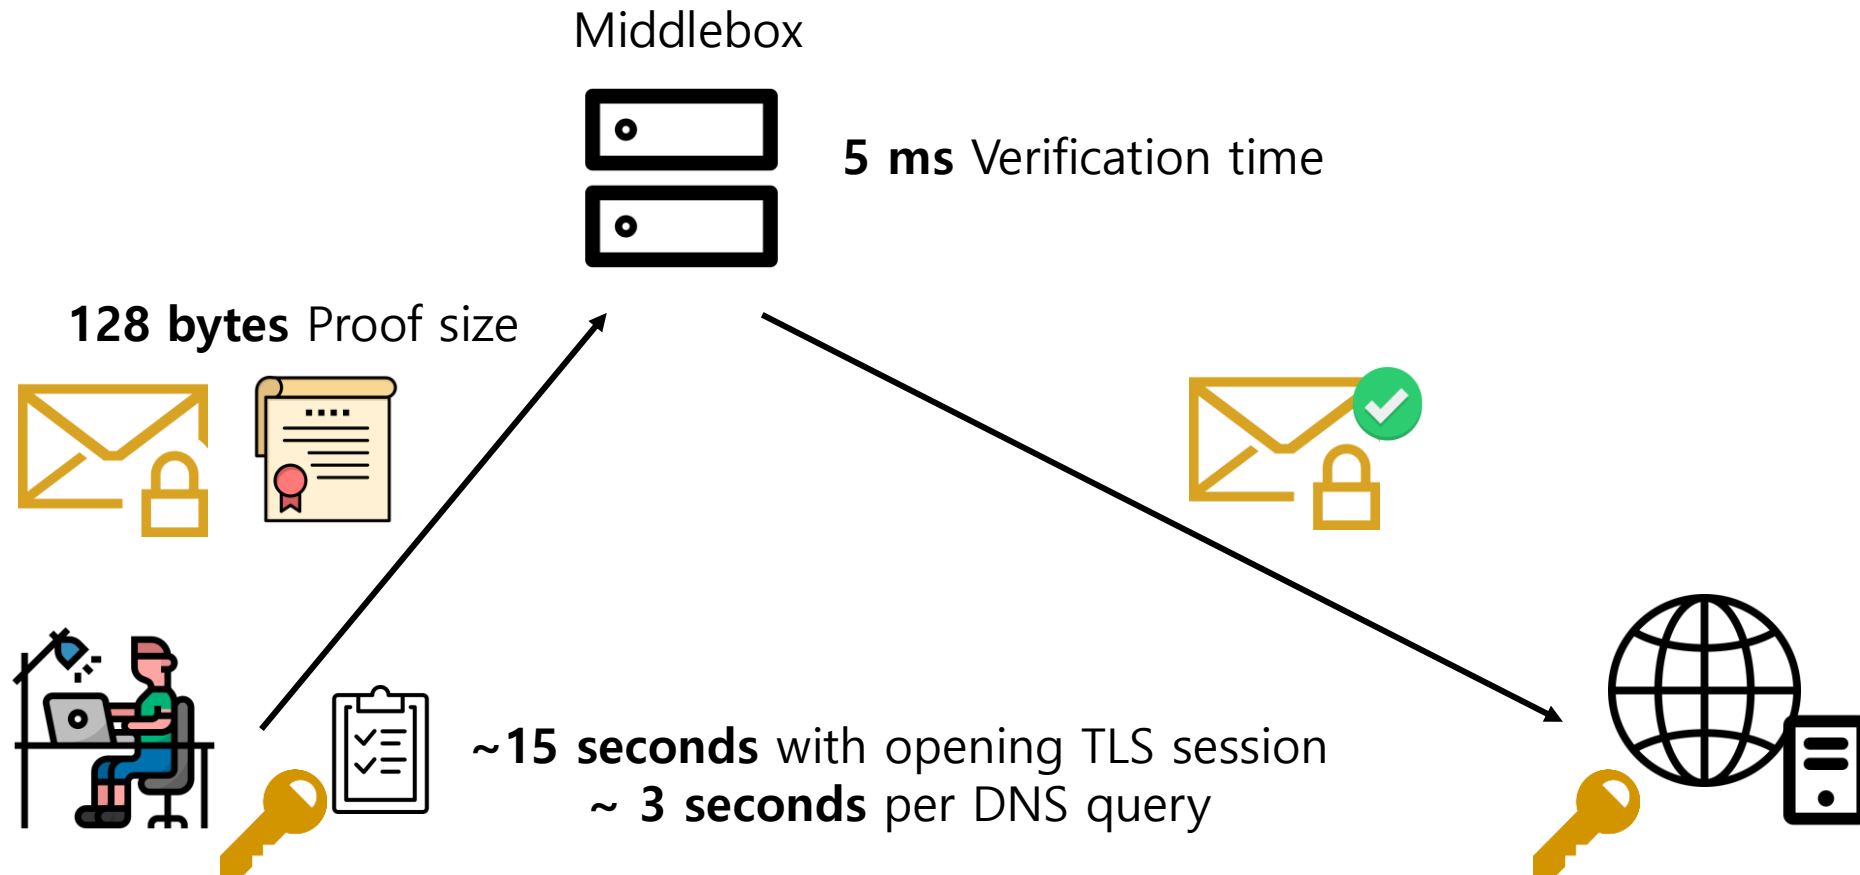 Middlebox
5 ms Verification time
128 bytes Proof size
~15 seconds with opening TLS session
~ 3 seconds per DNS query